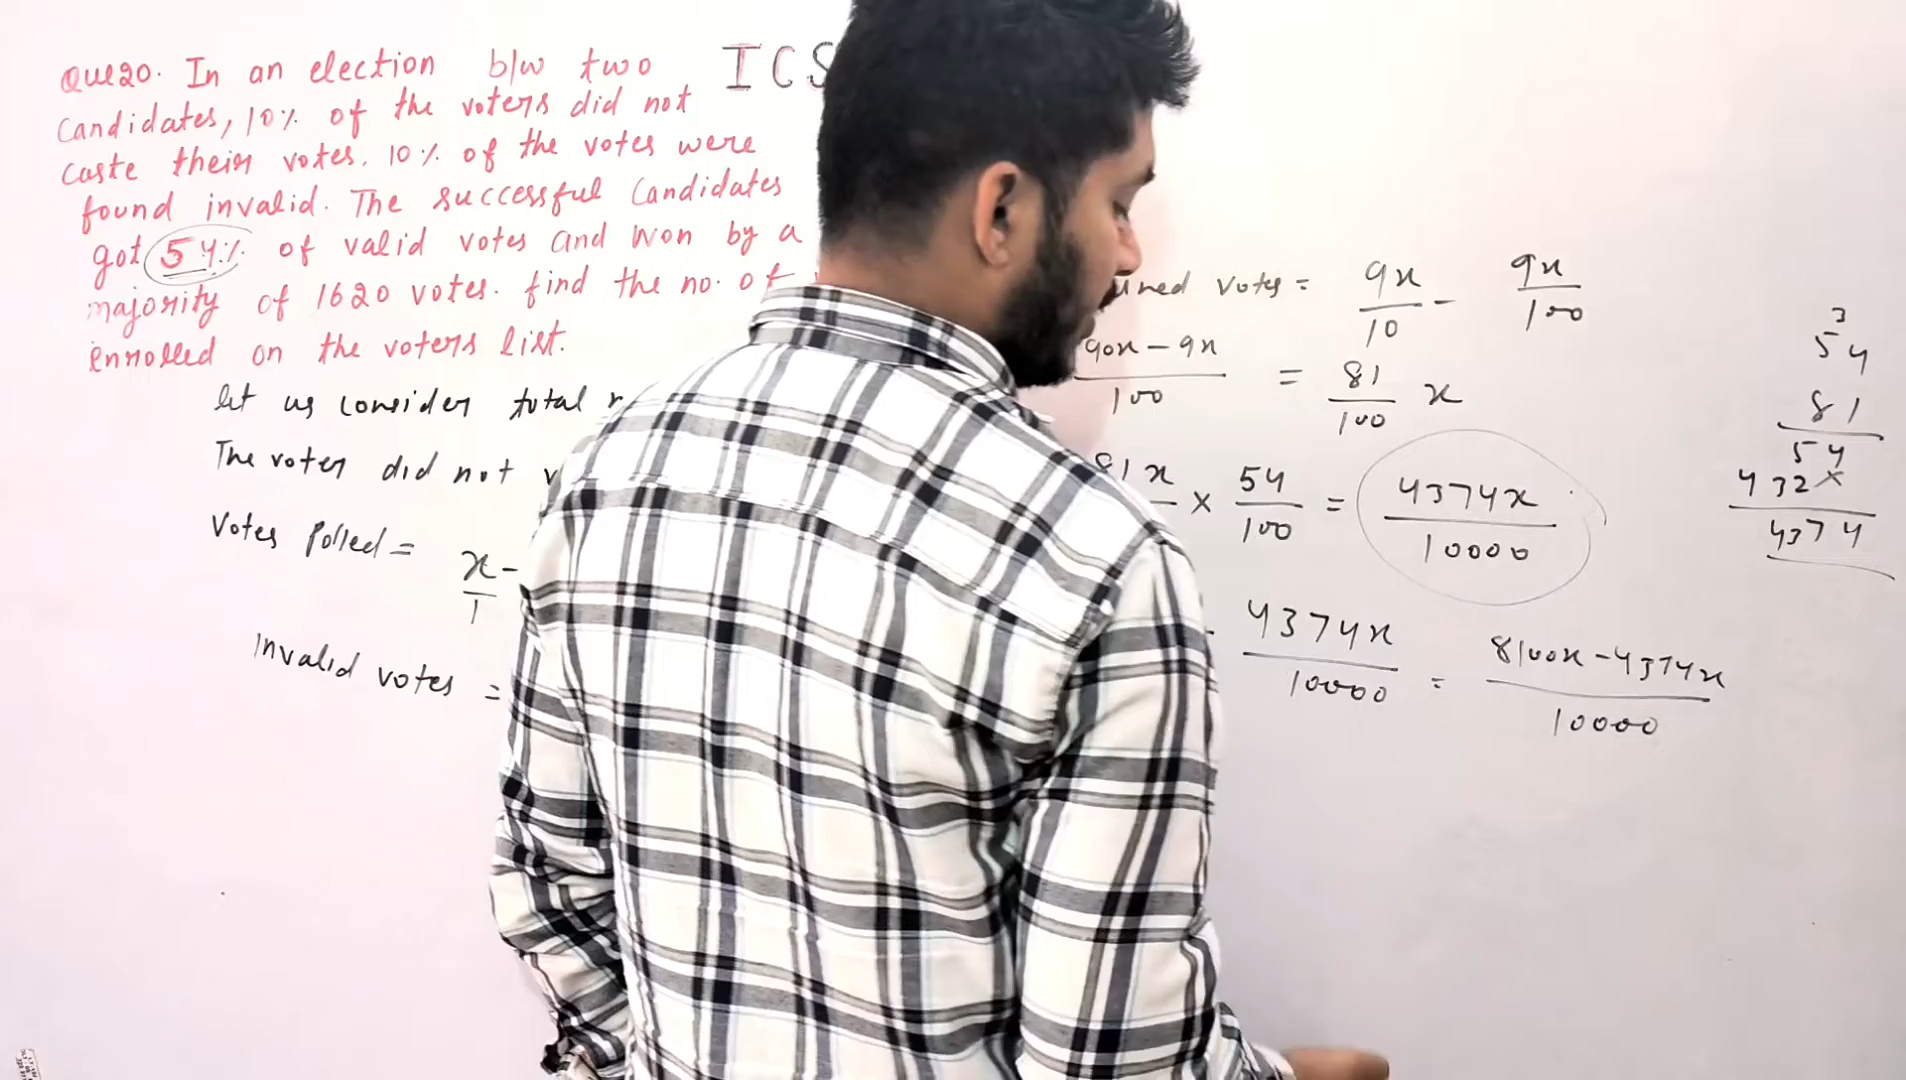 Que20. In an election b/w two
Candidates, 10% of the voters did not
caste their votes. 10% of the votes were
found invalid. The successful candidates
got 54% of valid votes and won by a
majority of 1620 votes. find the no. of
enrolled on the voters list.
ICS
let us consider total
The voter did not
Votes Polled = x/1 -
Invalid votes =
votes = 9x/10 - 9x/100
90x - 9x/100 = 81/100 x
81x × 54/100 = 4374x/10000
- 4374x/10000 = 8100x - 4374x/10000
3
54
81
54
432×
4374